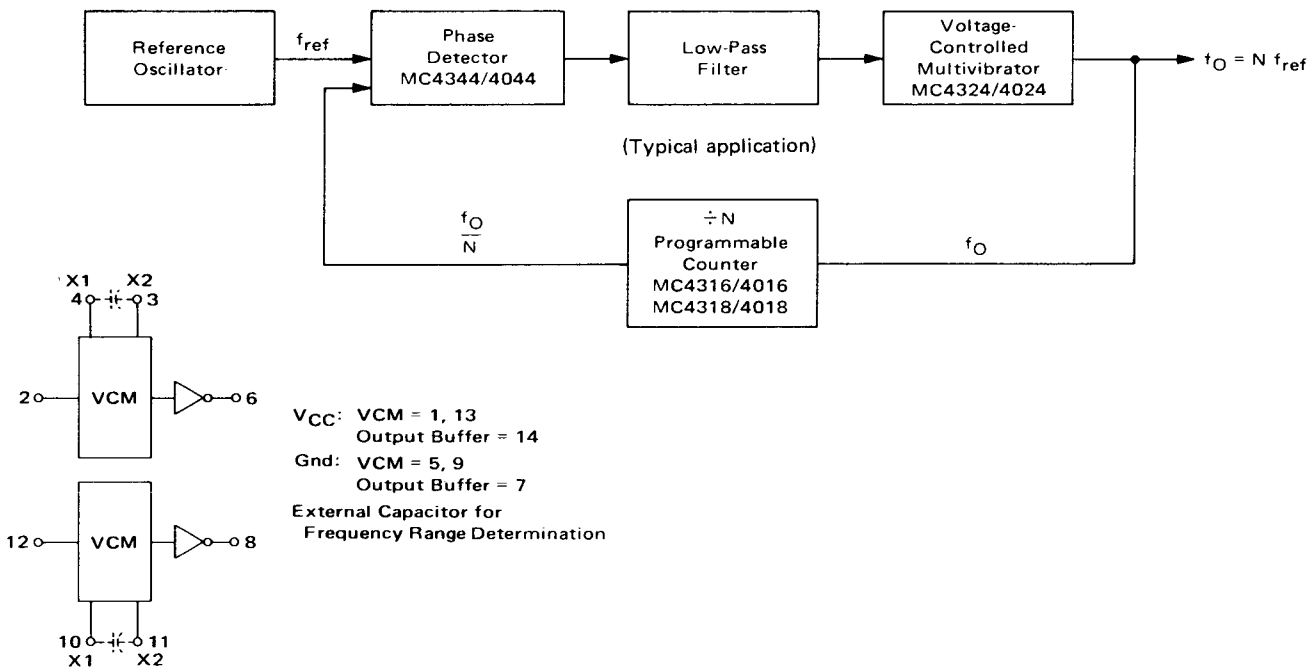 Reference
Oscillator
f_ref
Phase
Detector
MC4344/4044
Low-Pass
Filter
Voltage-
Controlled
Multivibrator
MC4324/4024
f_O = N f_ref
(Typical application)
f_O
N
÷N
Programmable
Counter
MC4316/4016
MC4318/4018
f_O
X1 X2
4 3
2 VCM 6
V_CC: VCM = 1, 13
Output Buffer = 14
Gnd: VCM = 5, 9
Output Buffer = 7
External Capacitor for
Frequency Range Determination
12 VCM 8
10 11
X1 X2